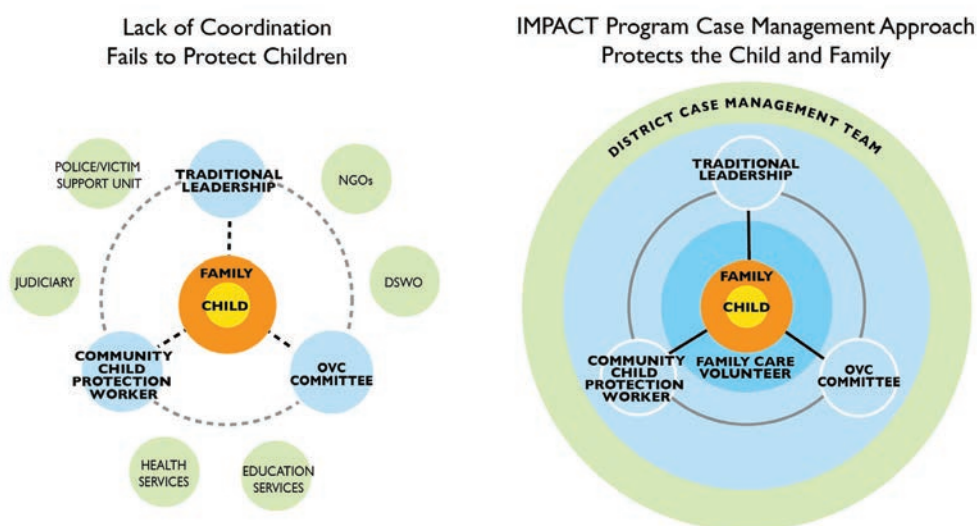 Lack of Coordination
Fails to Protect Children
POLICE/VICTIM
SUPPORT UNIT
TRADITIONAL
LEADERSHIP
NGOs
JUDICIARY
FAMILY
CHILD
DSWO
COMMUNITY
CHILD
PROTECTION
WORKER
OVC
COMMITTEE
HEALTH
SERVICES
EDUCATION
SERVICES
IMPACT Program Case Management Approach
Protects the Child and Family
DISTRICT CASE MANAGEMENT TEAM
TRADITIONAL
LEADERSHIP
FAMILY
CHILD
COMMUNITY
CHILD
PROTECTION
WORKER
FAMILY CARE
VOLUNTEER
OVC
COMMITTEE